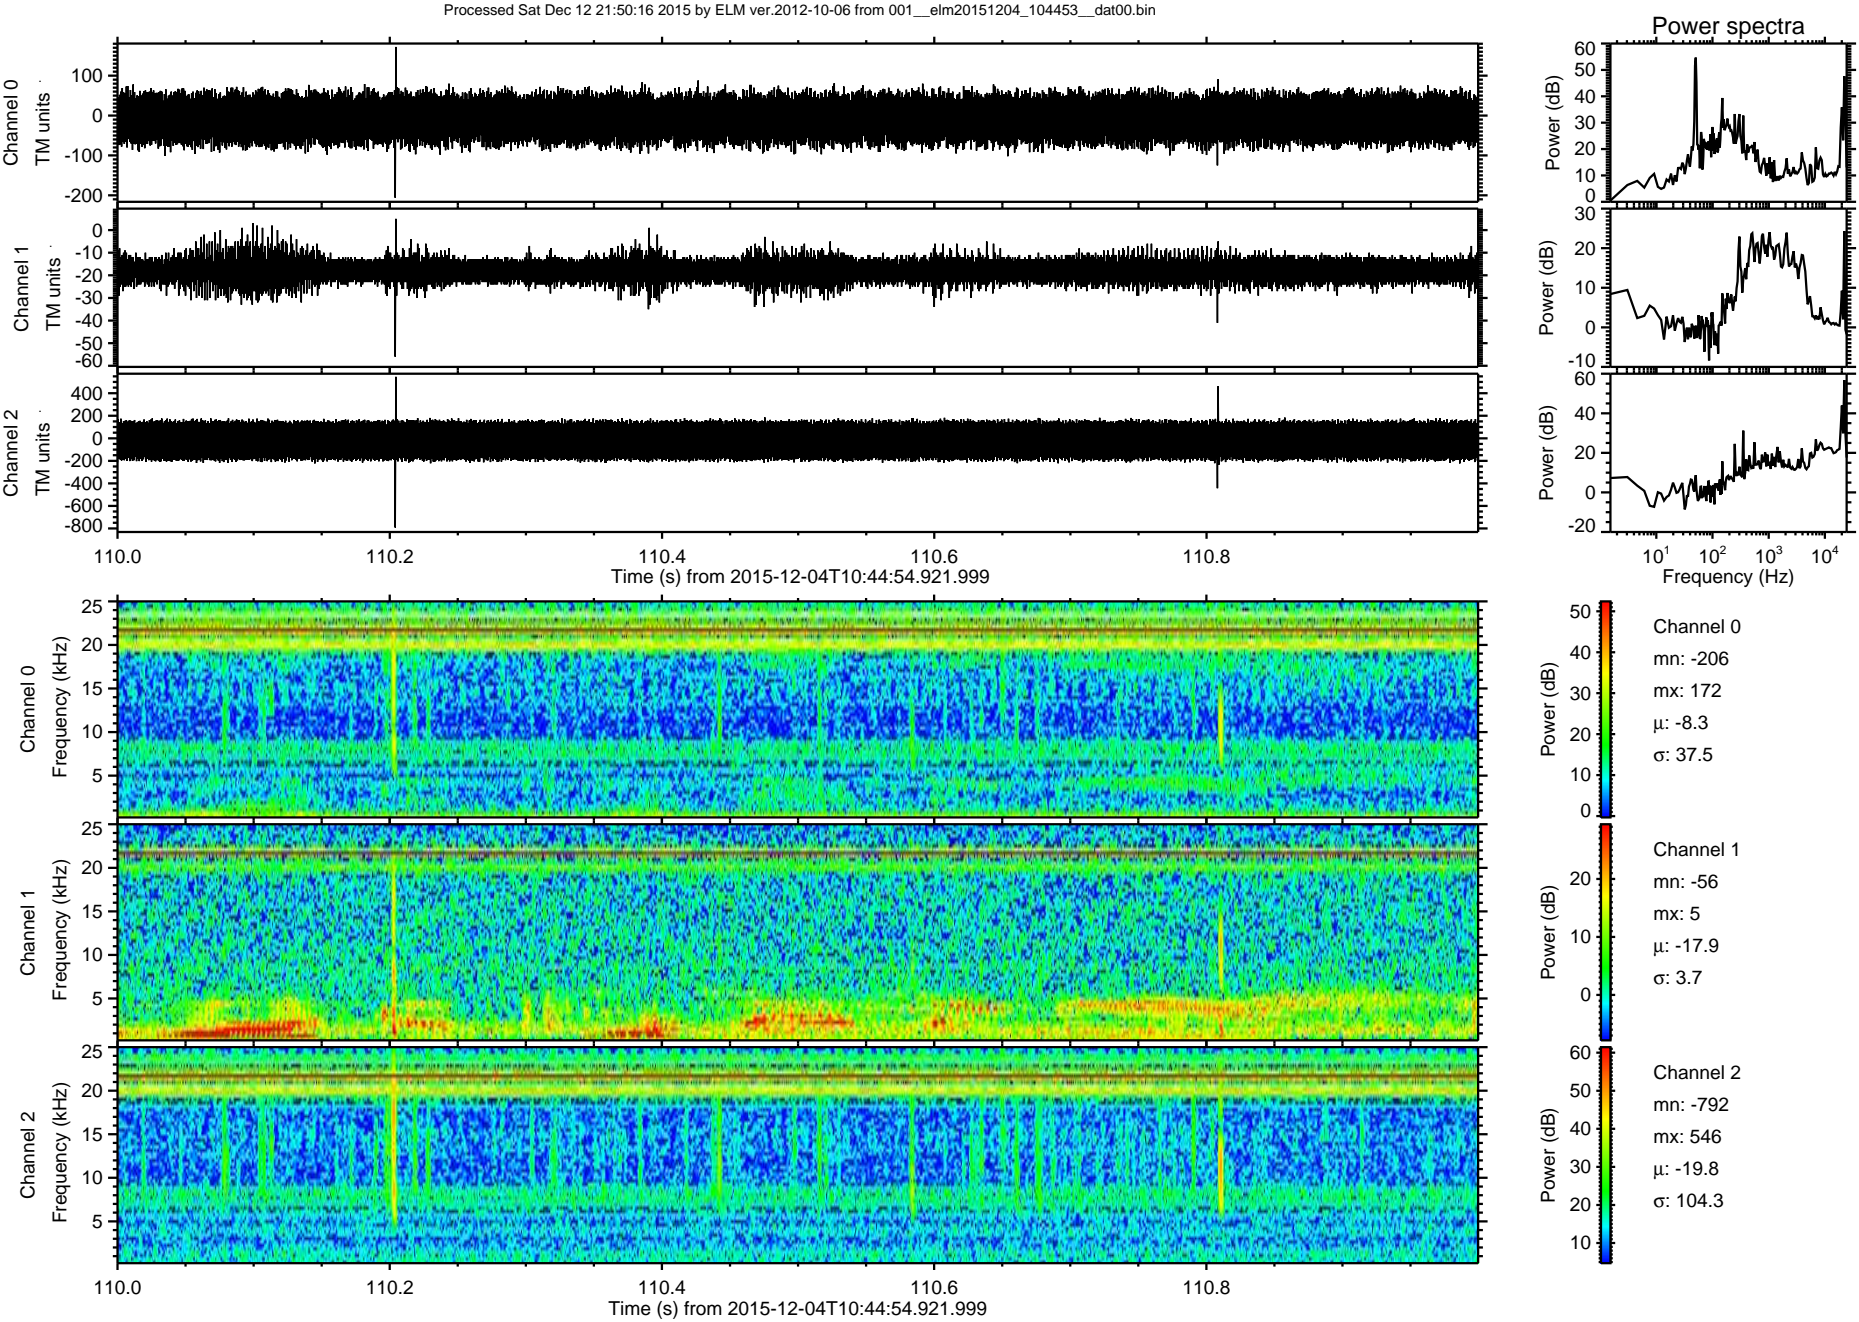 Processed Sat Dec 12 21:50:16 2015 by ELM ver.2012-10-06 from 001__elm20151204_104453__dat00.bin
Power spectra
Channel 0
TM units
100
0
-100
-200
Power (dB)
60
50
40
30
20
10
0
Channel 1
TM units
0
-10
-20
-30
-40
-50
-60
Power (dB)
30
20
10
0
-10
Channel 2
TM units
400
200
0
-200
-400
-600
-800
Power (dB)
60
40
20
0
-20
110.0 110.2 110.4 110.6 110.8
Time (s) from 2015-12-04T10:44:54.921.999
10^1 10^2 10^3 10^4
Frequency (Hz)
Channel 0
Frequency (kHz)
25
20
15
10
5
Power (dB)
50
40
30
20
10
0
Channel 0
mn: -206
mx: 172
μ: -8.3
σ: 37.5
Channel 1
Frequency (kHz)
25
20
15
10
5
Power (dB)
20
10
0
Channel 1
mn: -56
mx: 5
μ: -17.9
σ: 3.7
Channel 2
Frequency (kHz)
25
20
15
10
5
Power (dB)
60
50
40
30
20
10
Channel 2
mn: -792
mx: 546
μ: -19.8
σ: 104.3
110.0 110.2 110.4 110.6 110.8
Time (s) from 2015-12-04T10:44:54.921.999